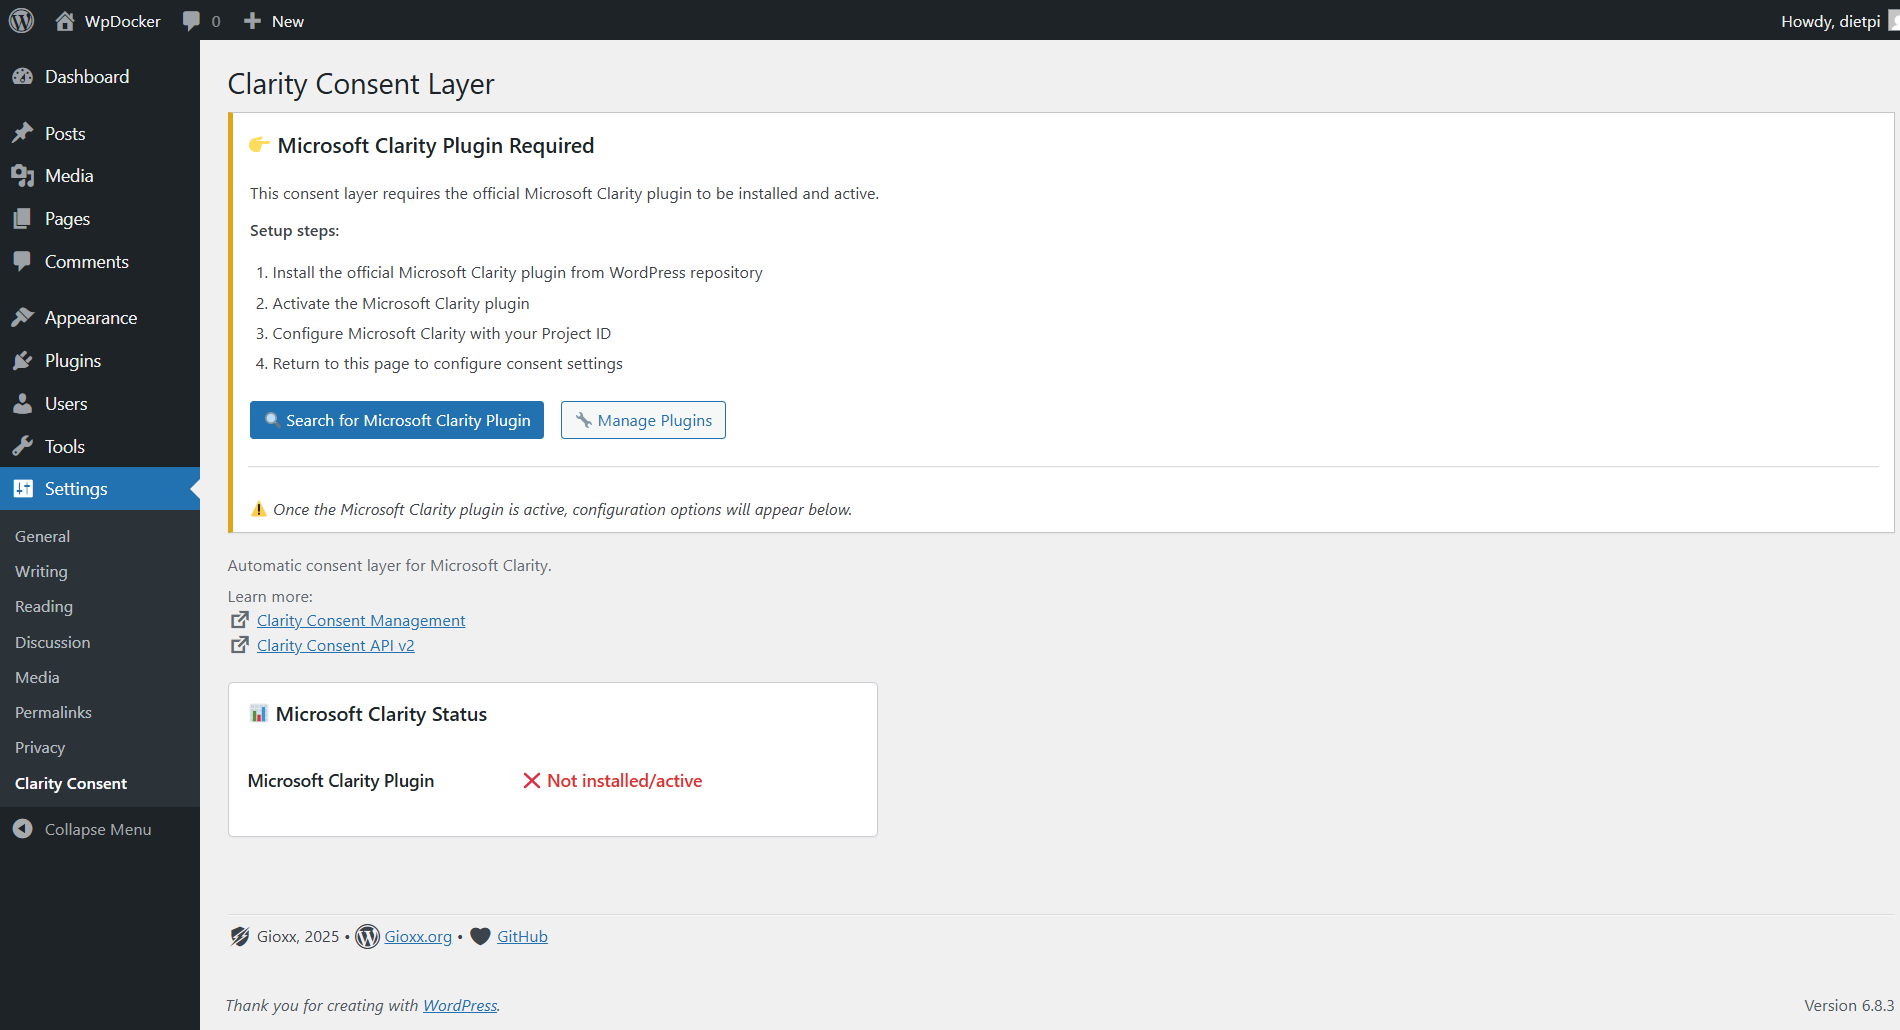 WpDocker 0 New Howdy, dietpi
Dashboard
Posts
Media
Pages
Comments
Appearance
Plugins
Users
Tools
Settings
General
Writing
Reading
Discussion
Media
Permalinks
Privacy
Clarity Consent
Collapse Menu
Clarity Consent Layer
Microsoft Clarity Plugin Required
This consent layer requires the official Microsoft Clarity plugin to be installed and active.
Setup steps:
1. Install the official Microsoft Clarity plugin from WordPress repository
2. Activate the Microsoft Clarity plugin
3. Configure Microsoft Clarity with your Project ID
4. Return to this page to configure consent settings
Search for Microsoft Clarity Plugin Manage Plugins
Once the Microsoft Clarity plugin is active, configuration options will appear below.
Automatic consent layer for Microsoft Clarity.
Learn more:
Clarity Consent Management
Clarity Consent API v2
Microsoft Clarity Status
Microsoft Clarity Plugin Not installed/active
Gioxx, 2025 • Gioxx.org • GitHub
Thank you for creating with WordPress. Version 6.8.3